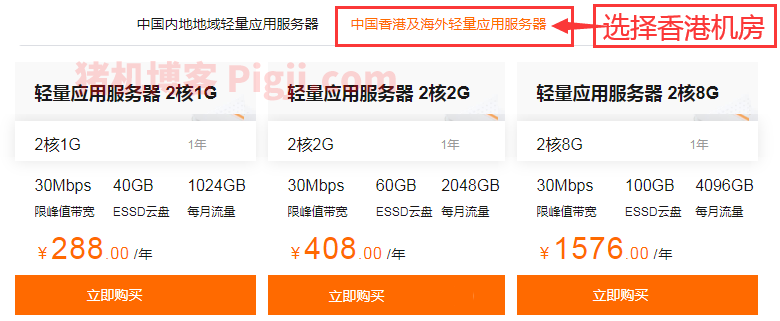 中国内地地域轻量应用服务器 中国香港及海外轻量应用服务器 选择香港机房
猪机博客 Pigji.com
轻量应用服务器 2核1G 轻量应用服务器 2核2G 轻量应用服务器 2核8G
2核1G 1年 2核2G 1年 2核8G 1年
30Mbps 40GB 1024GB 30Mbps 60GB 2048GB 30Mbps 100GB 4096GB
限峰值带宽 ESSD云盘 每月流量 限峰值带宽 ESSD云盘 每月流量 限峰值带宽 ESSD云盘 每月流量
¥288.00 /年 ¥408.00 /年 ¥1576.00 /年
立即购买 立即购买 立即购买